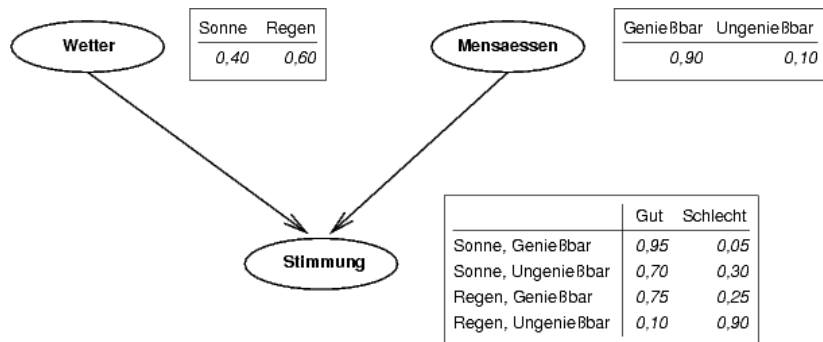 Wetter
Sonne Regen
0,40 0,60
Mensaessen
Genießbar Ungenießbar
0,90 0,10
Stimmung
Gut Schlecht
Sonne, Genießbar 0,95 0,05
Sonne, Ungenießbar 0,70 0,30
Regen, Genießbar 0,75 0,25
Regen, Ungenießbar 0,10 0,90